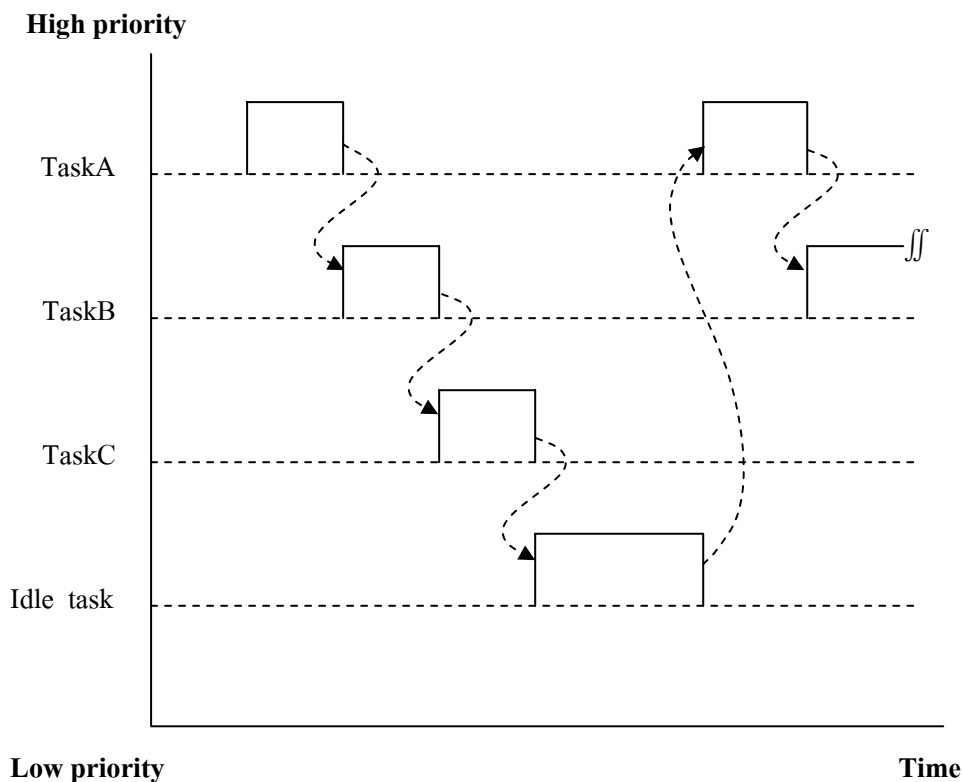 High priority
TaskA
∬
TaskB
TaskC
Idle task
Low priority
Time